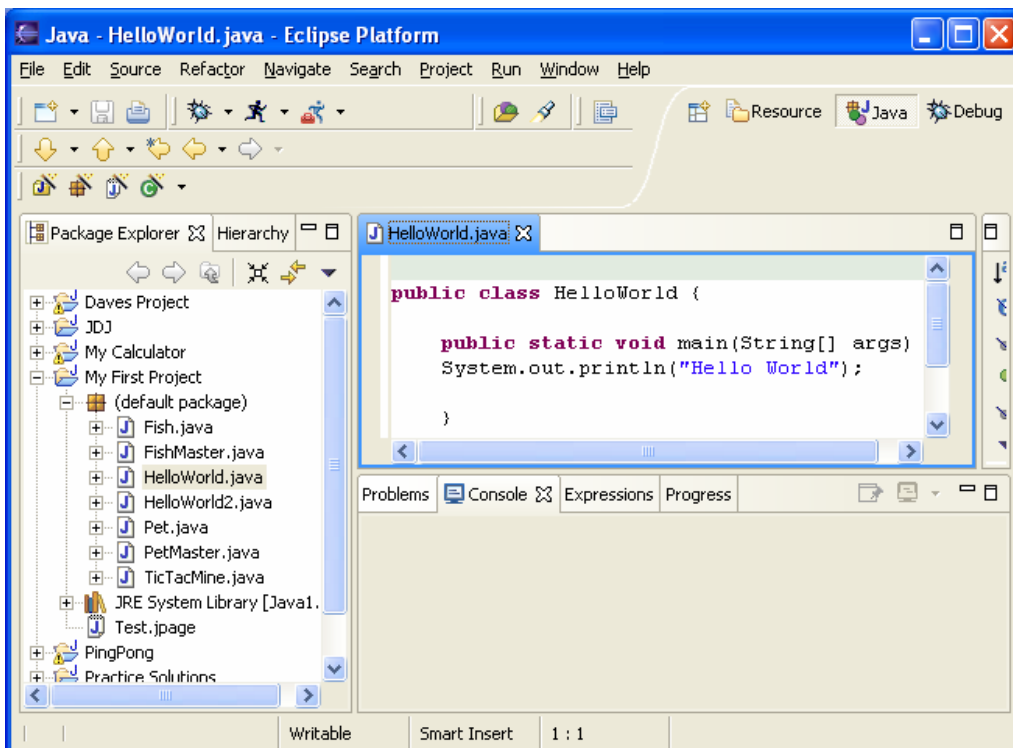 Java - HelloWorld.java - Eclipse Platform
File Edit Source Refactor Navigate Search Project Run Window Help
Resource Java Debug
Package Explorer Hierarchy
HelloWorld.java
Daves Project
JDJ
My Calculator
My First Project
(default package)
Fish.java
FishMaster.java
HelloWorld.java
HelloWorld2.java
Pet.java
PetMaster.java
TicTacMine.java
JRE System Library [Java1.
Test.jpage
PingPong
Practice Solutions
public class HelloWorld {
public static void main(String[] args)
System.out.println("Hello World");
}
Problems Console Expressions Progress
Writable Smart Insert 1 : 1